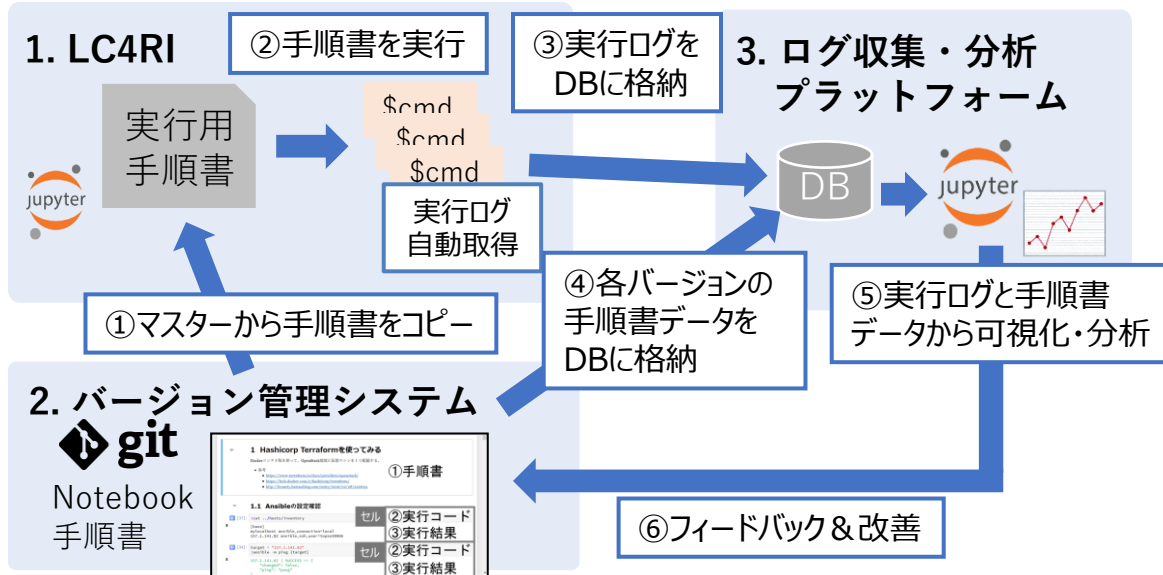 1. LC4RI
②手順書を実行
③実行ログを
DBに格納
3. ログ収集・分析
プラットフォーム
実行用
手順書
jupyter
$cmd
$cmd
$cmd
実行ログ
自動取得
DB
jupyter
①マスターから手順書をコピー
④各バージョンの
手順書データを
DBに格納
⑤実行ログと手順書
データから可視化・分析
2. バージョン管理システム
git
Notebook
手順書
1 Hashicorp Terraformを使ってみる
①手順書
1.1 Ansibleの設定確認
セル ②実行コード
③実行結果
セル ②実行コード
③実行結果
⑥フィードバック＆改善